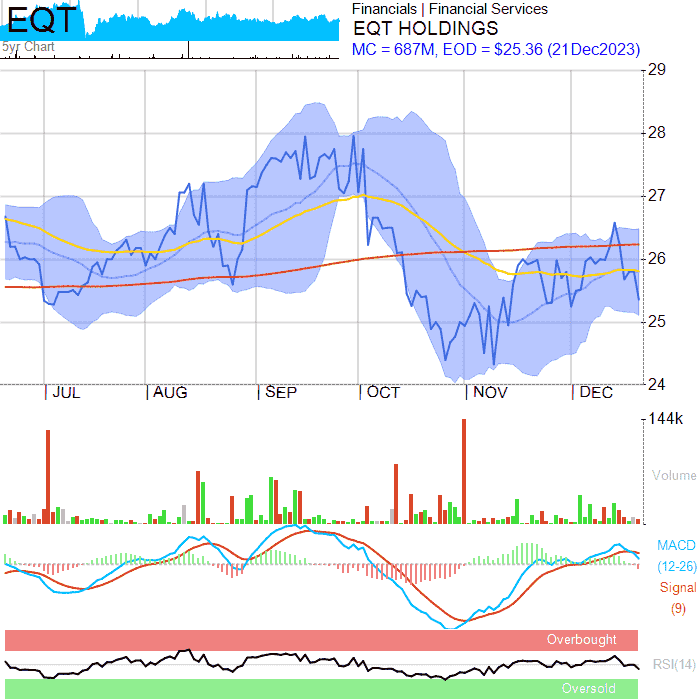 EQT
5yr Chart
Financials | Financial Services
EQT HOLDINGS
MC = 687M, EOD = $25.36 (21Dec2023)
29
28
27
26
25
24
JUL AUG SEP OCT NOV DEC
144k
Volume
MACD
(12-26)
Signal
(9)
Overbought
RSI(14)
Oversold